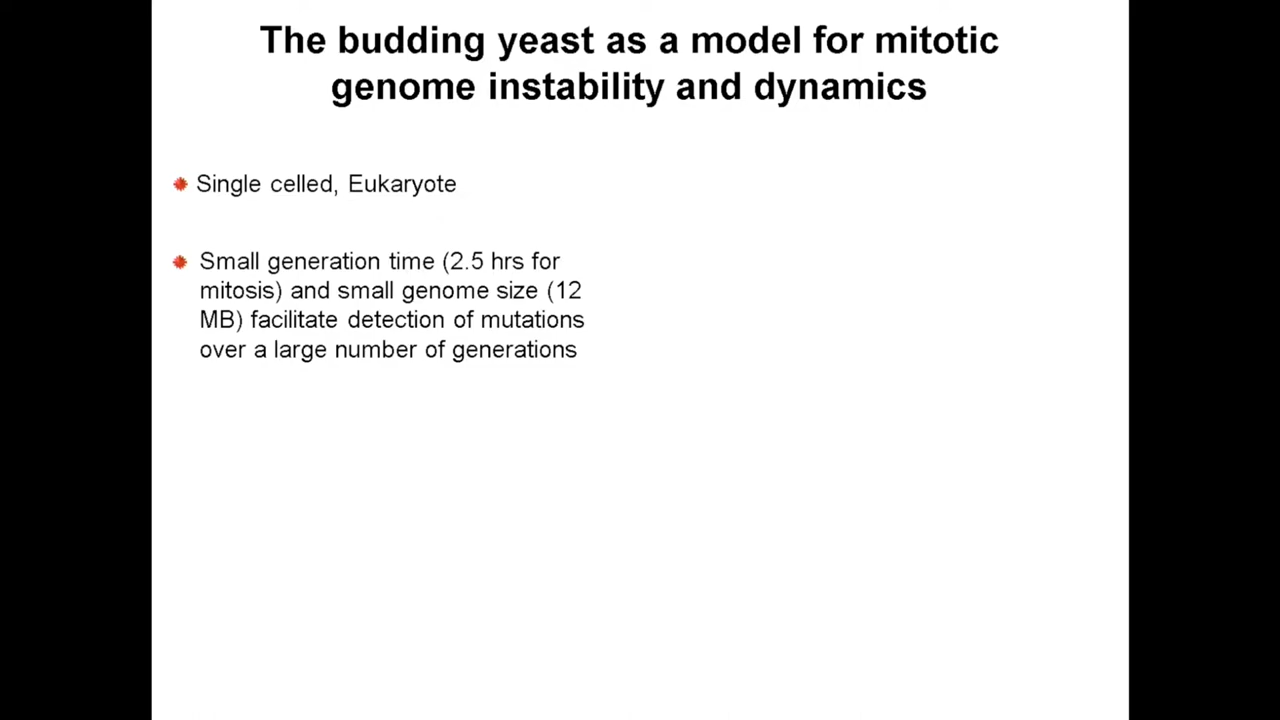 The budding yeast as a model for mitotic
genome instability and dynamics
Single celled, Eukaryote
Small generation time (2.5 hrs for
mitosis) and small genome size (12
MB) facilitate detection of mutations
over a large number of generations